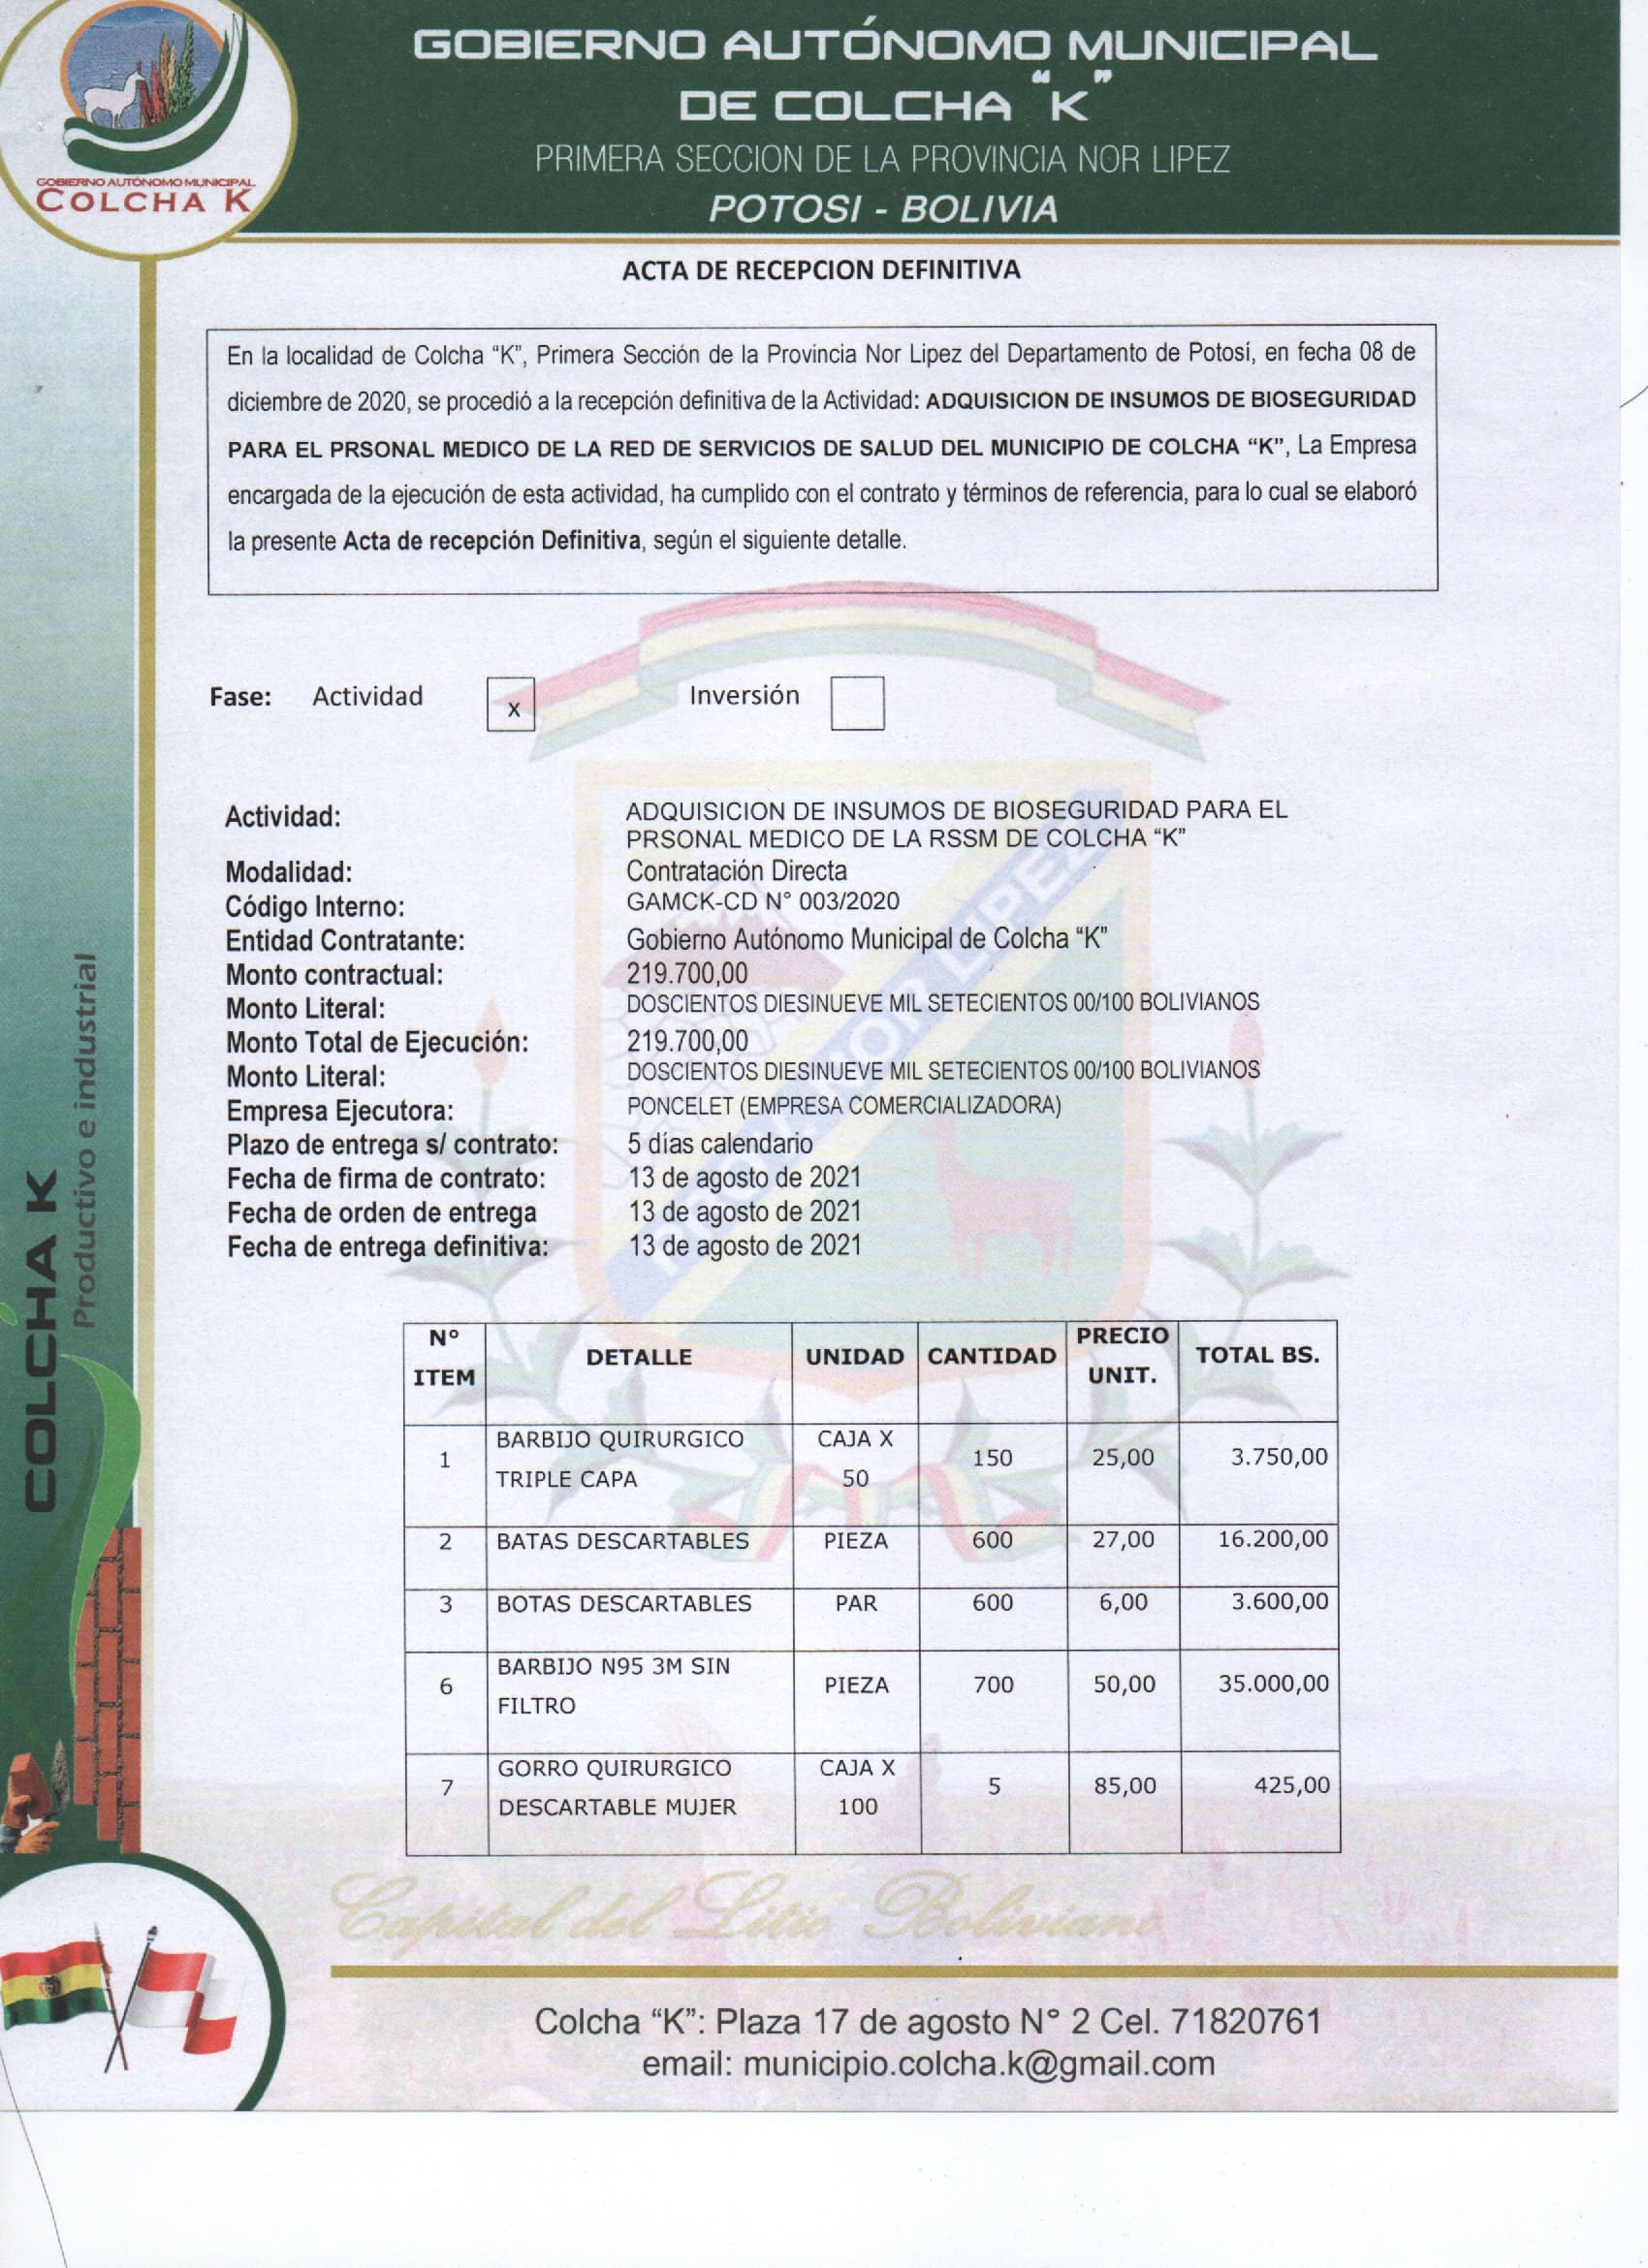 GOBIERNO AUTÓNOMO MUNICIPAL
DE COLCHA “K”
PRIMERA SECCION DE LA PROVINCIA NOR LIPEZ
POTOSI - BOLIVIA
GOBIERNO AUTÓNOMO MUNICIPAL
COLCHA K
ACTA DE RECEPCION DEFINITIVA
En la localidad de Colcha “K”, Primera Sección de la Provincia Nor Lipez del Departamento de Potosí, en fecha 08 de
diciembre de 2020, se procedió a la recepción definitiva de la Actividad: ADQUISICION DE INSUMOS DE BIOSEGURIDAD
PARA EL PRSONAL MEDICO DE LA RED DE SERVICIOS DE SALUD DEL MUNICIPIO DE COLCHA “K”, La Empresa
encargada de la ejecución de esta actividad, ha cumplido con el contrato y términos de referencia, para lo cual se elaboró
la presente Acta de recepción Definitiva, según el siguiente detalle.
Fase: Actividad x Inversión
Actividad: ADQUISICION DE INSUMOS DE BIOSEGURIDAD PARA EL
PRSONAL MEDICO DE LA RSSM DE COLCHA “K”
Modalidad: Contratación Directa
Código Interno: GAMCK-CD N° 003/2020
Entidad Contratante: Gobierno Autónomo Municipal de Colcha “K”
Monto contractual: 219.700,00
Monto Literal: DOSCIENTOS DIESINUEVE MIL SETECIENTOS 00/100 BOLIVIANOS
Monto Total de Ejecución: 219.700,00
Monto Literal: DOSCIENTOS DIESINUEVE MIL SETECIENTOS 00/100 BOLIVIANOS
Empresa Ejecutora: PONCELET (EMPRESA COMERCIALIZADORA)
Plazo de entrega s/ contrato: 5 días calendario
Fecha de firma de contrato: 13 de agosto de 2021
Fecha de orden de entrega 13 de agosto de 2021
Fecha de entrega definitiva: 13 de agosto de 2021
N° ITEM DETALLE UNIDAD CANTIDAD PRECIO UNIT. TOTAL BS.
1 BARBIJO QUIRURGICO TRIPLE CAPA CAJA X 50 150 25,00 3.750,00
2 BATAS DESCARTABLES PIEZA 600 27,00 16.200,00
3 BOTAS DESCARTABLES PAR 600 6,00 3.600,00
6 BARBIJO N95 3M SIN FILTRO PIEZA 700 50,00 35.000,00
7 GORRO QUIRURGICO DESCARTABLE MUJER CAJA X 100 5 85,00 425,00
COLCHA K
Productivo e industrial
NOR LIPEZ
Capital del Litio Boliviano
Colcha “K”: Plaza 17 de agosto N° 2 Cel. 71820761
email: municipio.colcha.k@gmail.com